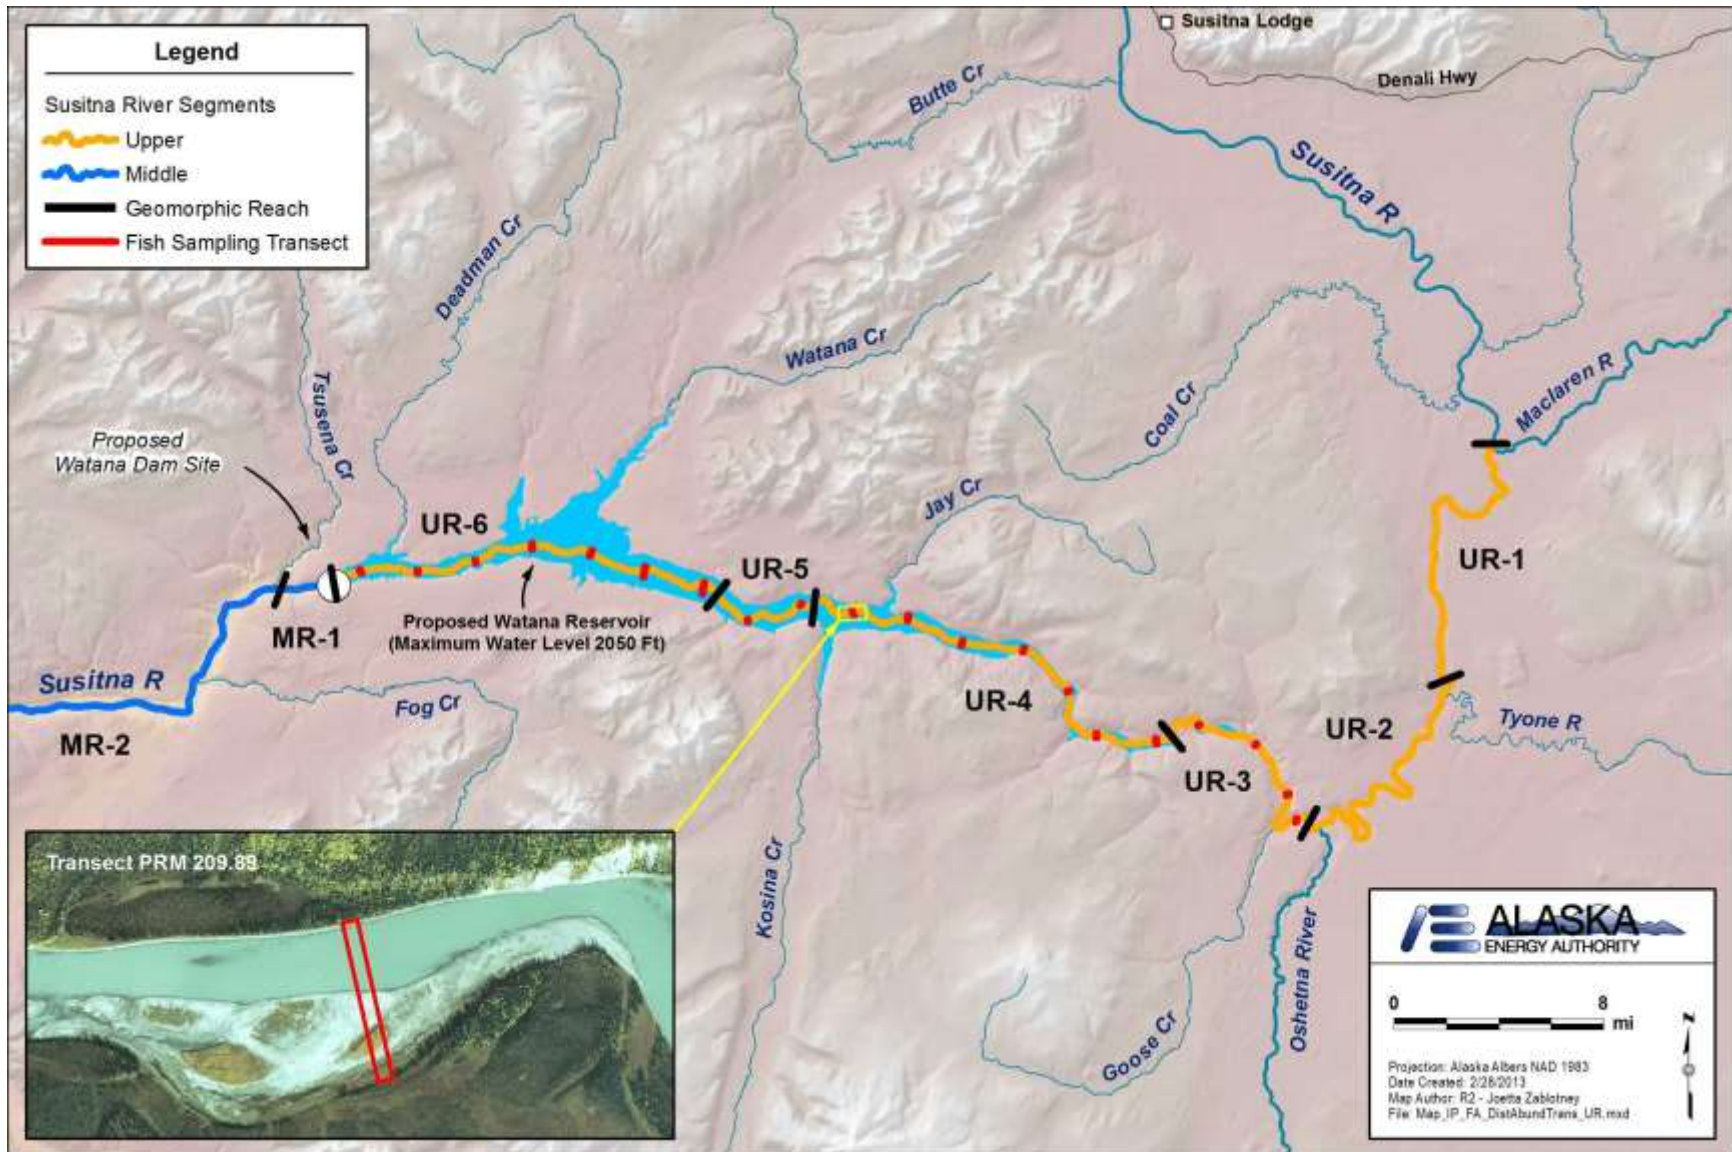 Legend
Susitna River Segments
Upper
Middle
Geomorphic Reach
Fish Sampling Transect
Susitna Lodge
Denali Hwy
Butte Cr
Susitna R
Deadman Cr
Watana Cr
Tsusena Cr
Coal Cr
Maclaren R
Proposed
Watana Dam Site
Jay Cr
UR-6
UR-5
UR-1
Proposed Watana Reservoir
(Maximum Water Level 2050 Ft)
MR-1
Susitna R
Fog Cr
MR-2
UR-4
UR-2
Tyone R
UR-3
Transect PRM 209.89
Kosina Cr
Oshetna River
Goose Cr
ALASKA
ENERGY AUTHORITY
0 8
mi
N
Projection: Alaska Albers NAD 1983
Date Created: 2/28/2013
Map Author: R2 - Joetta Zablotney
File: Map_IP_FA_DistAbundTrans_UR.mxd